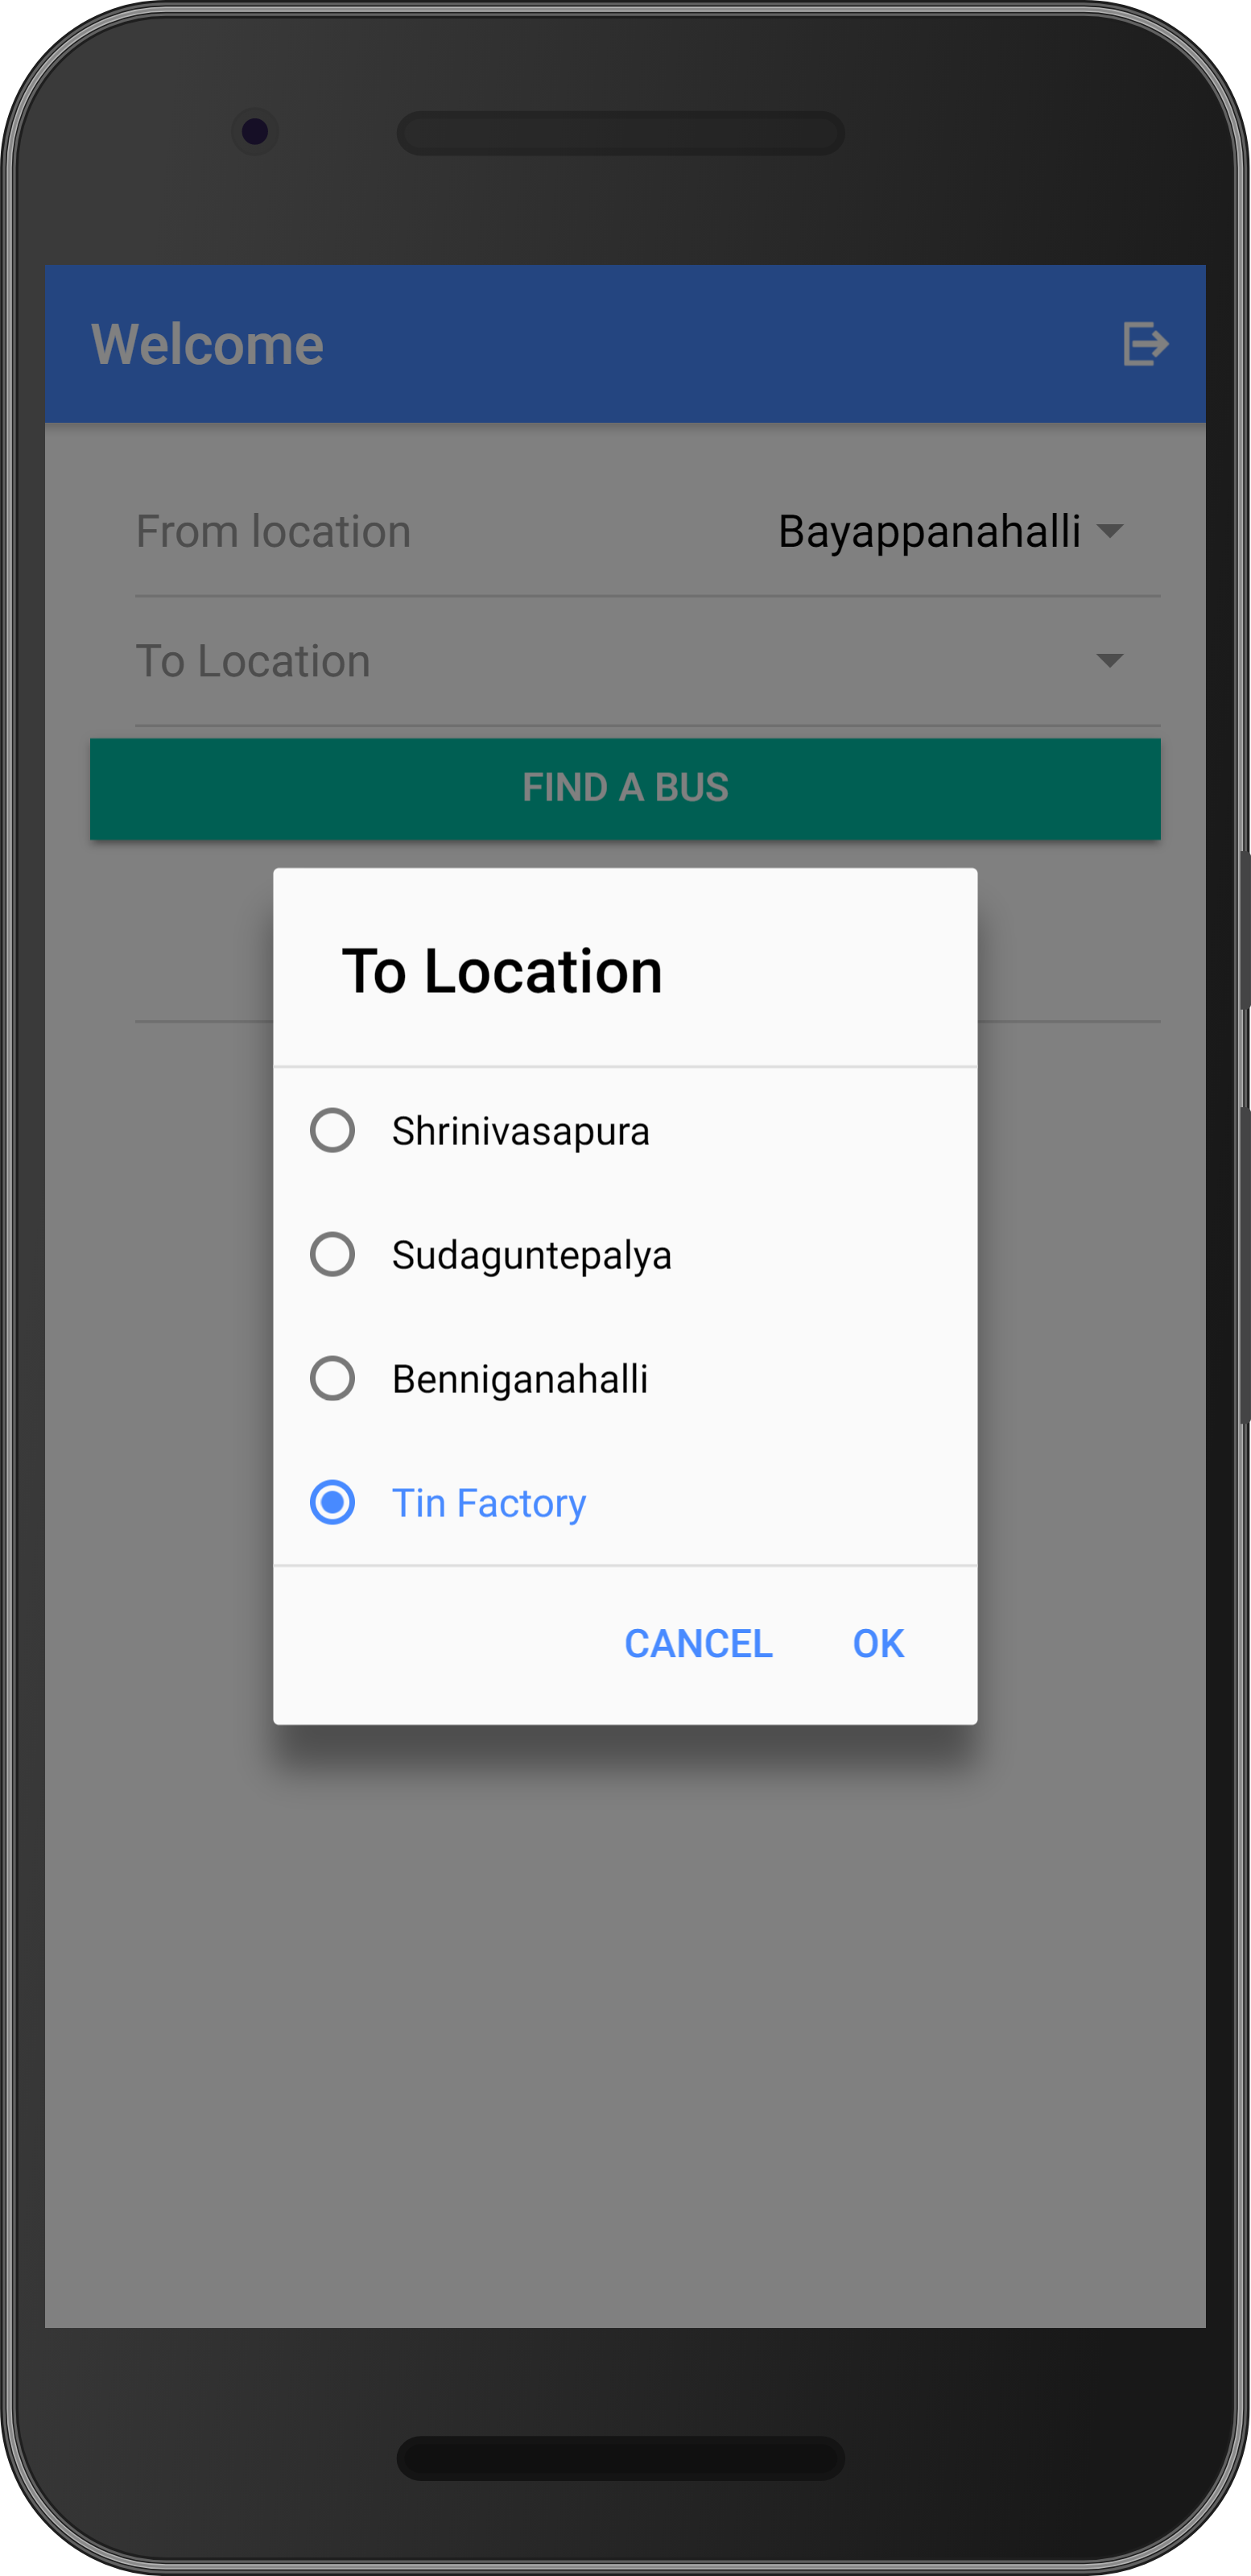 Welcome
From location Bayappanahalli
To Location
FIND A BUS
To Location
Shrinivasapura
Sudaguntepalya
Benniganahalli
Tin Factory
CANCEL OK